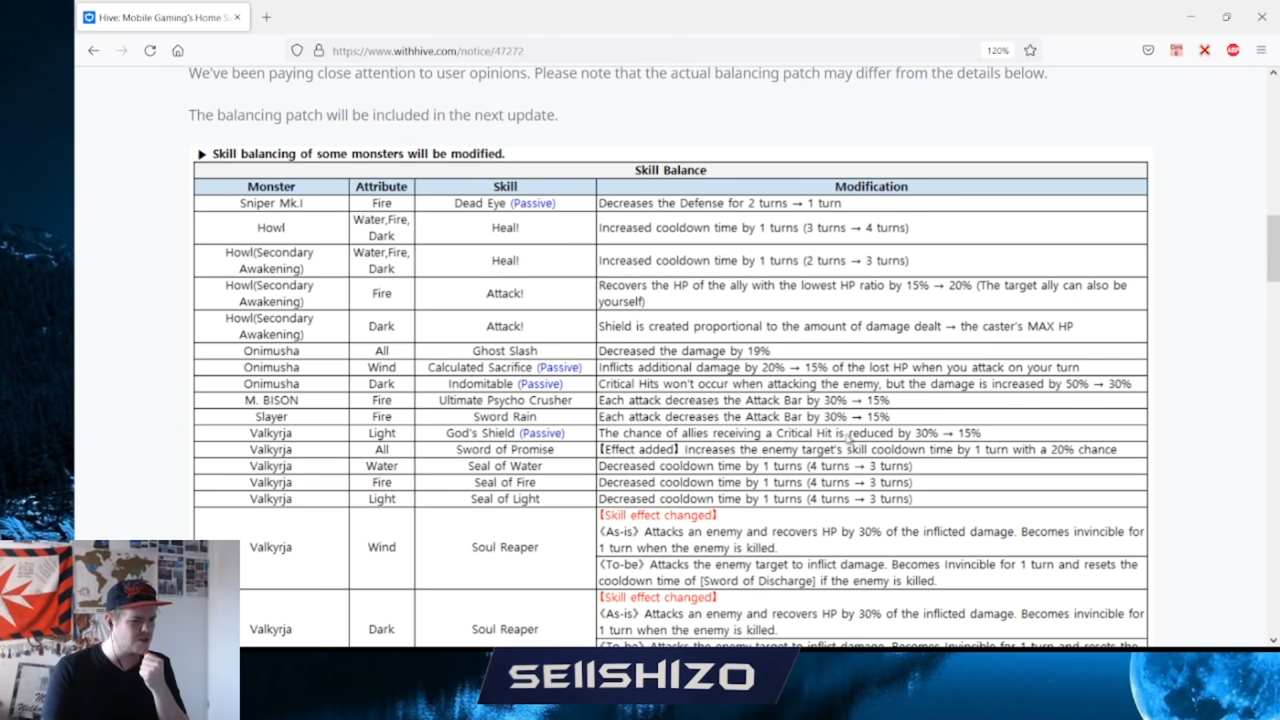 Hive: Mobile Gaming's Home S
https://www.withhive.com/notice/47272
120%
We've been paying close attention to user opinions. Please note that the actual balancing patch may differ from the details below.
The balancing patch will be included in the next update.
▶ Skill balancing of some monsters will be modified.
Skill Balance
Monster Attribute Skill Modification
Sniper Mk.I Fire Dead Eye (Passive) Decreases the Defense for 2 turns → 1 turn
Howl Water,Fire, Dark Heal! Increased cooldown time by 1 turns (3 turns → 4 turns)
Howl(Secondary Awakening) Water,Fire, Dark Heal! Increased cooldown time by 1 turns (2 turns → 3 turns)
Howl(Secondary Awakening) Fire Attack! Recovers the HP of the ally with the lowest HP ratio by 15% → 20% (The target ally can also be
yourself)
Howl(Secondary Awakening) Dark Attack! Shield is created proportional to the amount of damage dealt → the caster's MAX HP
Onimusha All Ghost Slash Decreased the damage by 19%
Onimusha Wind Calculated Sacrifice (Passive) Inflicts additional damage by 20% → 15% of the lost HP when you attack on your turn
Onimusha Dark Indomitable (Passive) Critical Hits won't occur when attacking the enemy, but the damage is increased by 50% → 30%
M. BISON Fire Ultimate Psycho Crusher Each attack decreases the Attack Bar by 30% → 15%
Slayer Fire Sword Rain Each attack decreases the Attack Bar by 30% → 15%
Valkyrja Light God's Shield (Passive) The chance of allies receiving a Critical Hit is reduced by 30% → 15%
Valkyrja All Sword of Promise 【Effect added】 Increases the enemy target's skill cooldown time by 1 turn with a 20% chance
Valkyrja Water Seal of Water Decreased cooldown time by 1 turns (4 turns → 3 turns)
Valkyrja Fire Seal of Fire Decreased cooldown time by 1 turns (4 turns → 3 turns)
Valkyrja Light Seal of Light Decreased cooldown time by 1 turns (4 turns → 3 turns)
Valkyrja Wind Soul Reaper 【Skill effect changed】
《As-is》 Attacks an enemy and recovers HP by 30% of the inflicted damage. Becomes invincible for
1 turn when the enemy is killed.
《To-be》 Attacks the enemy target to inflict damage. Becomes Invincible for 1 turn and resets the
cooldown time of [Sword of Discharge] if the enemy is killed.
Valkyrja Dark Soul Reaper 【Skill effect changed】
《As-is》 Attacks an enemy and recovers HP by 30% of the inflicted damage. Becomes invincible for
1 turn when the enemy is killed.
《To-be》 Attacks the enemy target to inflict damage. Becomes Invincible for 1 turn and resets the
SEIISHIZO